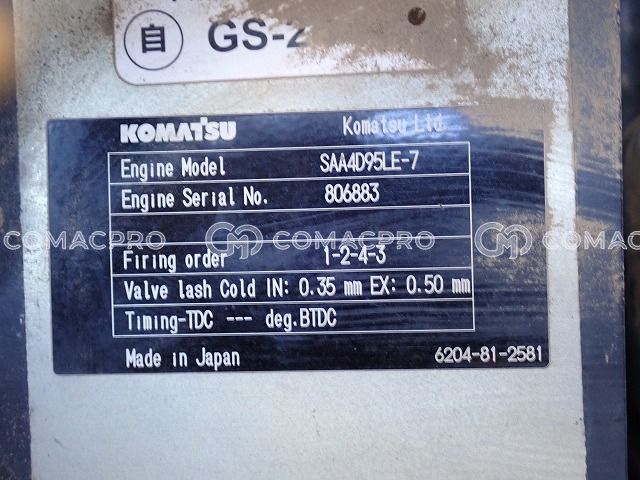 自 GS-2
KOMATSU Komatsu Ltd.
Engine Model SAA4D95LE-7
Engine Serial No. 806883
COMACPRO COMACPRO
Firing order 1-2-4-3
Valve lash Cold IN: 0.35 mm EX: 0.50 mm
Timing-TDC --- deg.BTDC
Made in Japan 6204-81-2581